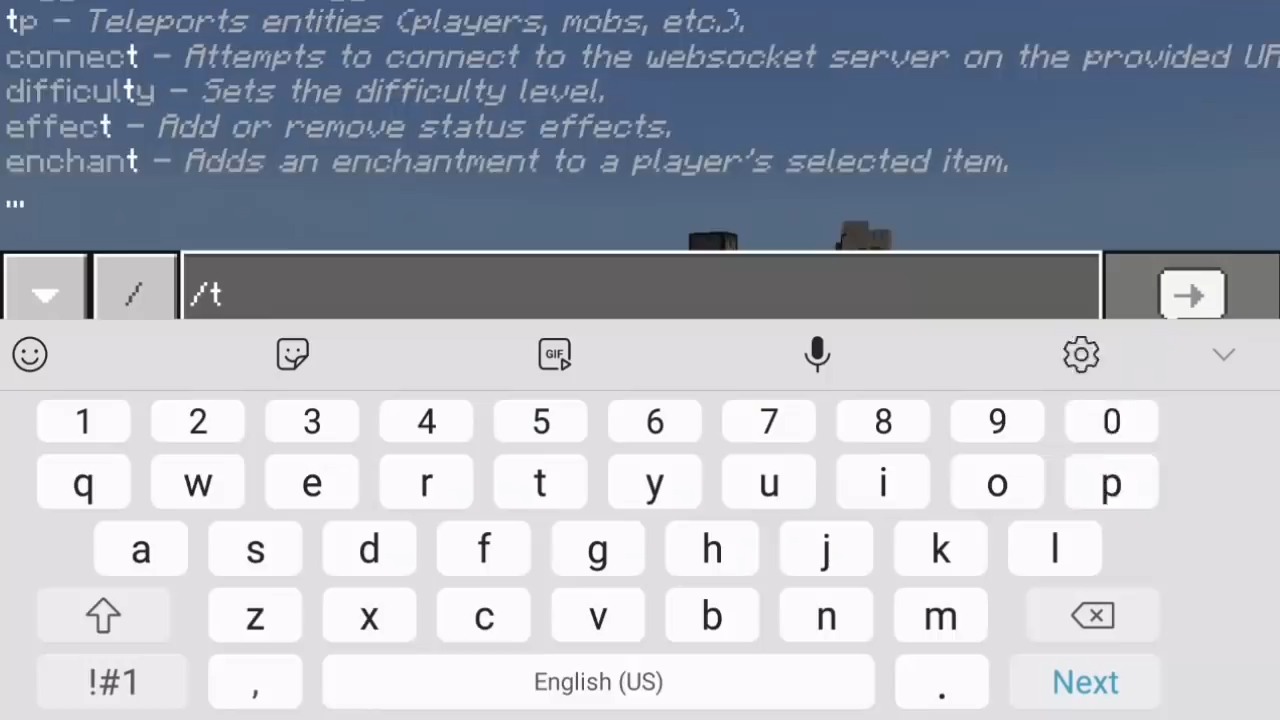 tp – Teleports entities (players, mobs, etc.).
connect – Attempts to connect to the websocket server on the provided UR
difficulty – Sets the difficulty level.
effect – Add or remove status effects.
enchant – Adds an enchantment to a player's selected item.
...
/ /t
GIF
1 2 3 4 5 6 7 8 9 0
q w e r t y u i o p
a s d f g h j k l
z x c v b n m
!#1 , English (US) . Next